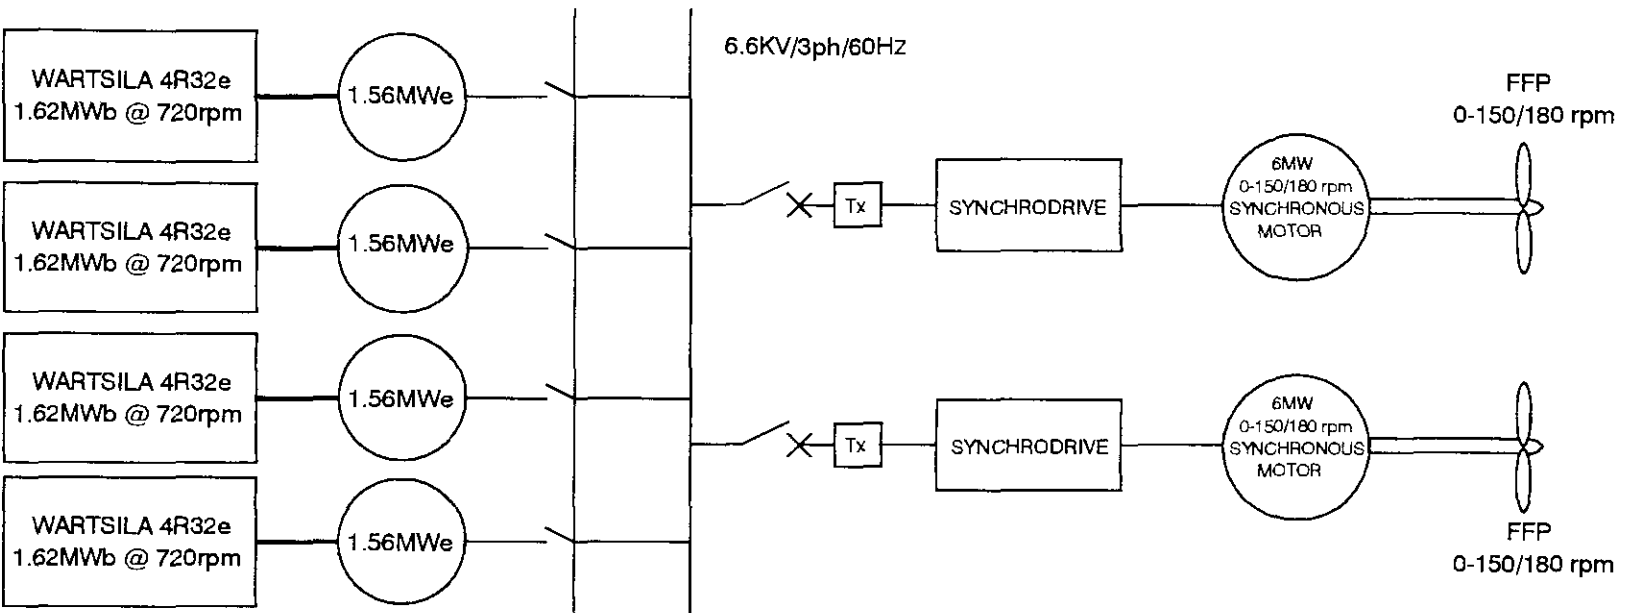 WARTSILA 4R32e
1.62MWb @ 720rpm
1.56MWe
WARTSILA 4R32e
1.62MWb @ 720rpm
1.56MWe
WARTSILA 4R32e
1.62MWb @ 720rpm
1.56MWe
WARTSILA 4R32e
1.62MWb @ 720rpm
1.56MWe
6.6KV/3ph/60Hz
Tx
SYNCHRODRIVE
6MW
0-150/180 rpm
SYNCHRONOUS
MOTOR
FFP
0-150/180 rpm
Tx
SYNCHRODRIVE
6MW
0-150/180 rpm
SYNCHRONOUS
MOTOR
FFP
0-150/180 rpm